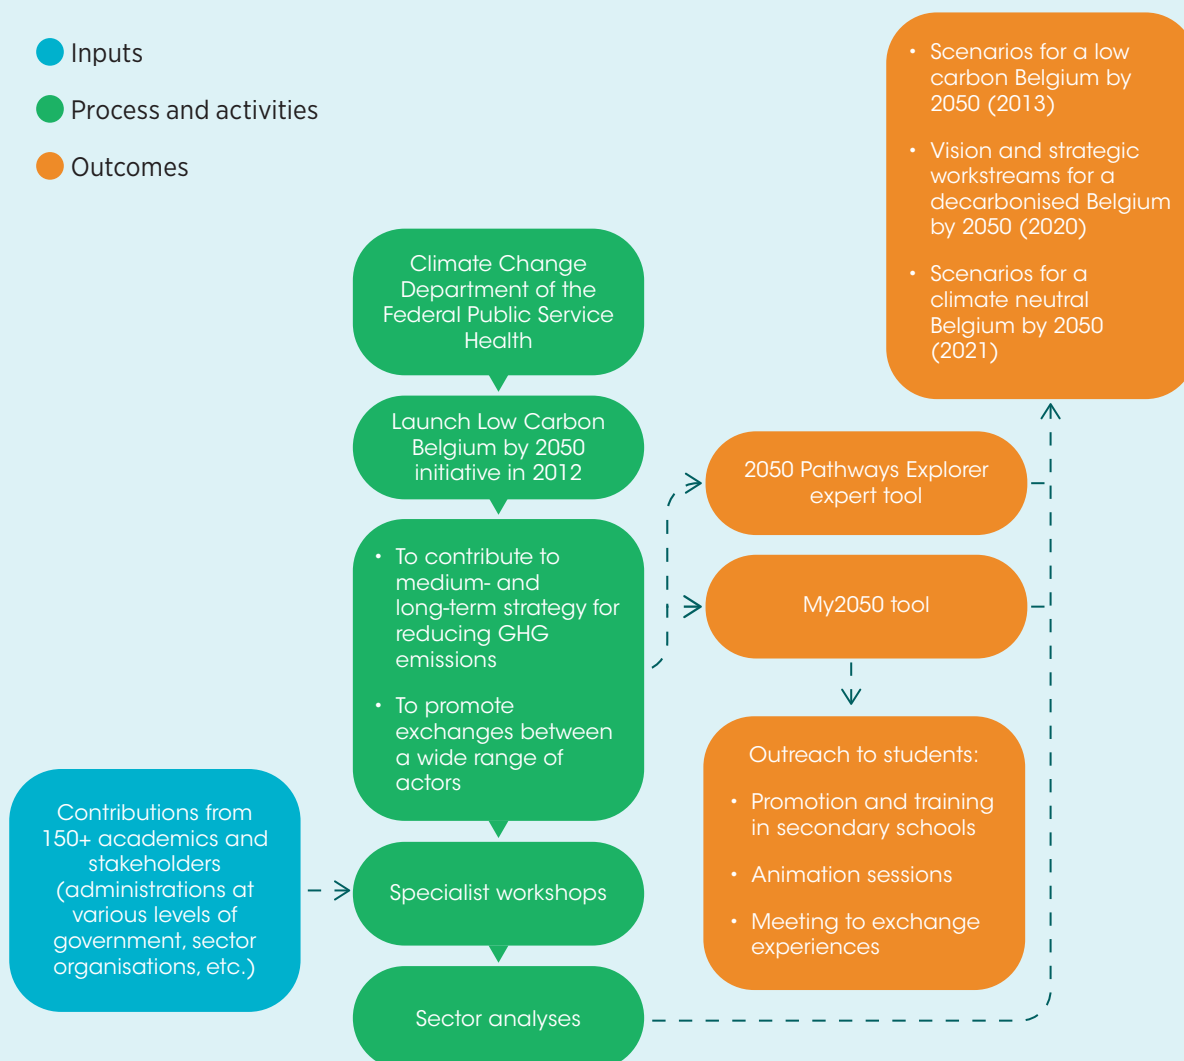 Inputs
Process and activities
Outcomes
Climate Change
Department of the
Federal Public Service
Health
Launch Low Carbon
Belgium by 2050
initiative in 2012
• To contribute to
medium- and
long-term strategy for
reducing GHG
emissions
• To promote
exchanges between
a wide range of
actors
Contributions from
150+ academics and
stakeholders
(administrations at
various levels of
government, sector
organisations, etc.)
Specialist workshops
Sector analyses
2050 Pathways Explorer
expert tool
My2050 tool
Outreach to students:
• Promotion and training
in secondary schools
• Animation sessions
• Meeting to exchange
experiences
• Scenarios for a low
carbon Belgium by
2050 (2013)
• Vision and strategic
workstreams for a
decarbonised Belgium
by 2050 (2020)
• Scenarios for a
climate neutral
Belgium by 2050
(2021)